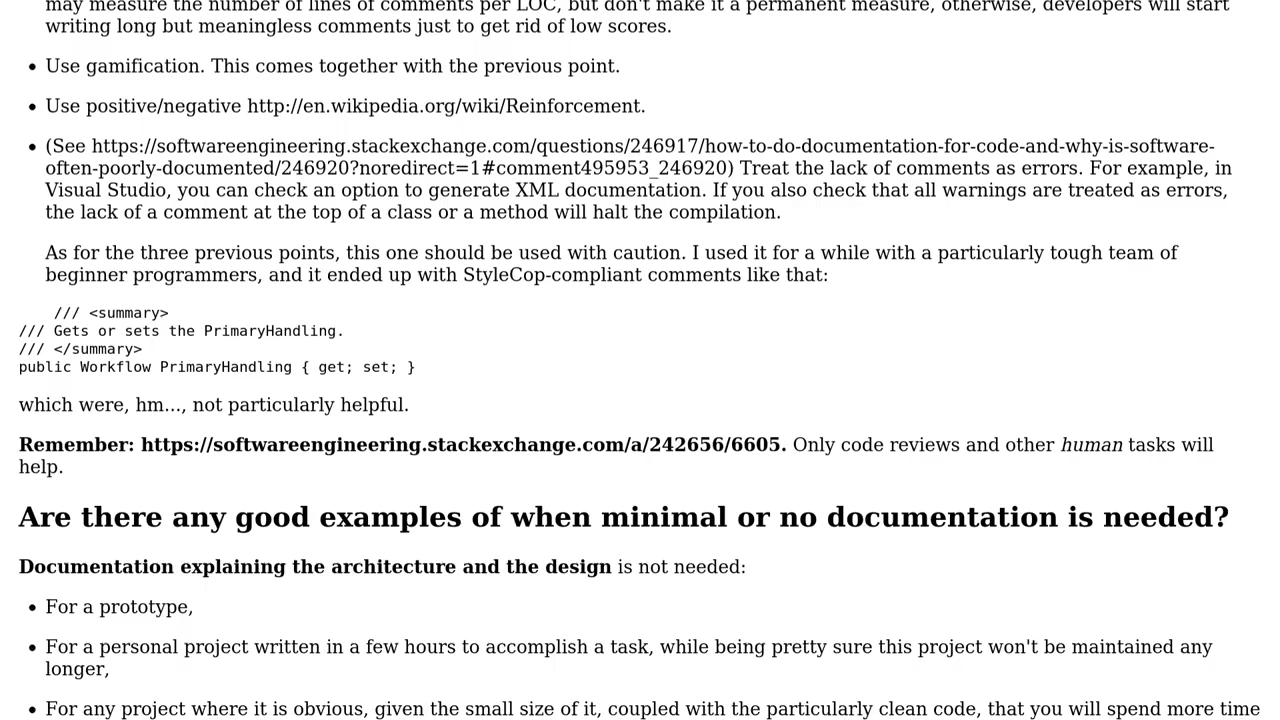 may measure the number of lines of comments per LOC, but don't make it a permanent measure, otherwise, developers will start
writing long but meaningless comments just to get rid of low scores.
• Use gamification. This comes together with the previous point.
• Use positive/negative http://en.wikipedia.org/wiki/Reinforcement.
• (See https://softwareengineering.stackexchange.com/questions/246917/how-to-do-documentation-for-code-and-why-is-software-
often-poorly-documented/246920?noredirect=1#comment495953_246920) Treat the lack of comments as errors. For example, in
Visual Studio, you can check an option to generate XML documentation. If you also check that all warnings are treated as errors,
the lack of a comment at the top of a class or a method will halt the compilation.
As for the three previous points, this one should be used with caution. I used it for a while with a particularly tough team of
beginner programmers, and it ended up with StyleCop-compliant comments like that:
/// <summary>
/// Gets or sets the PrimaryHandling.
/// </summary>
public Workflow PrimaryHandling { get; set; }
which were, hm..., not particularly helpful.
Remember: https://softwareengineering.stackexchange.com/a/242656/6605. Only code reviews and other human tasks will
help.
Are there any good examples of when minimal or no documentation is needed?
Documentation explaining the architecture and the design is not needed:
• For a prototype,
• For a personal project written in a few hours to accomplish a task, while being pretty sure this project won't be maintained any
longer,
• For any project where it is obvious, given the small size of it, coupled with the particularly clean code, that you will spend more time